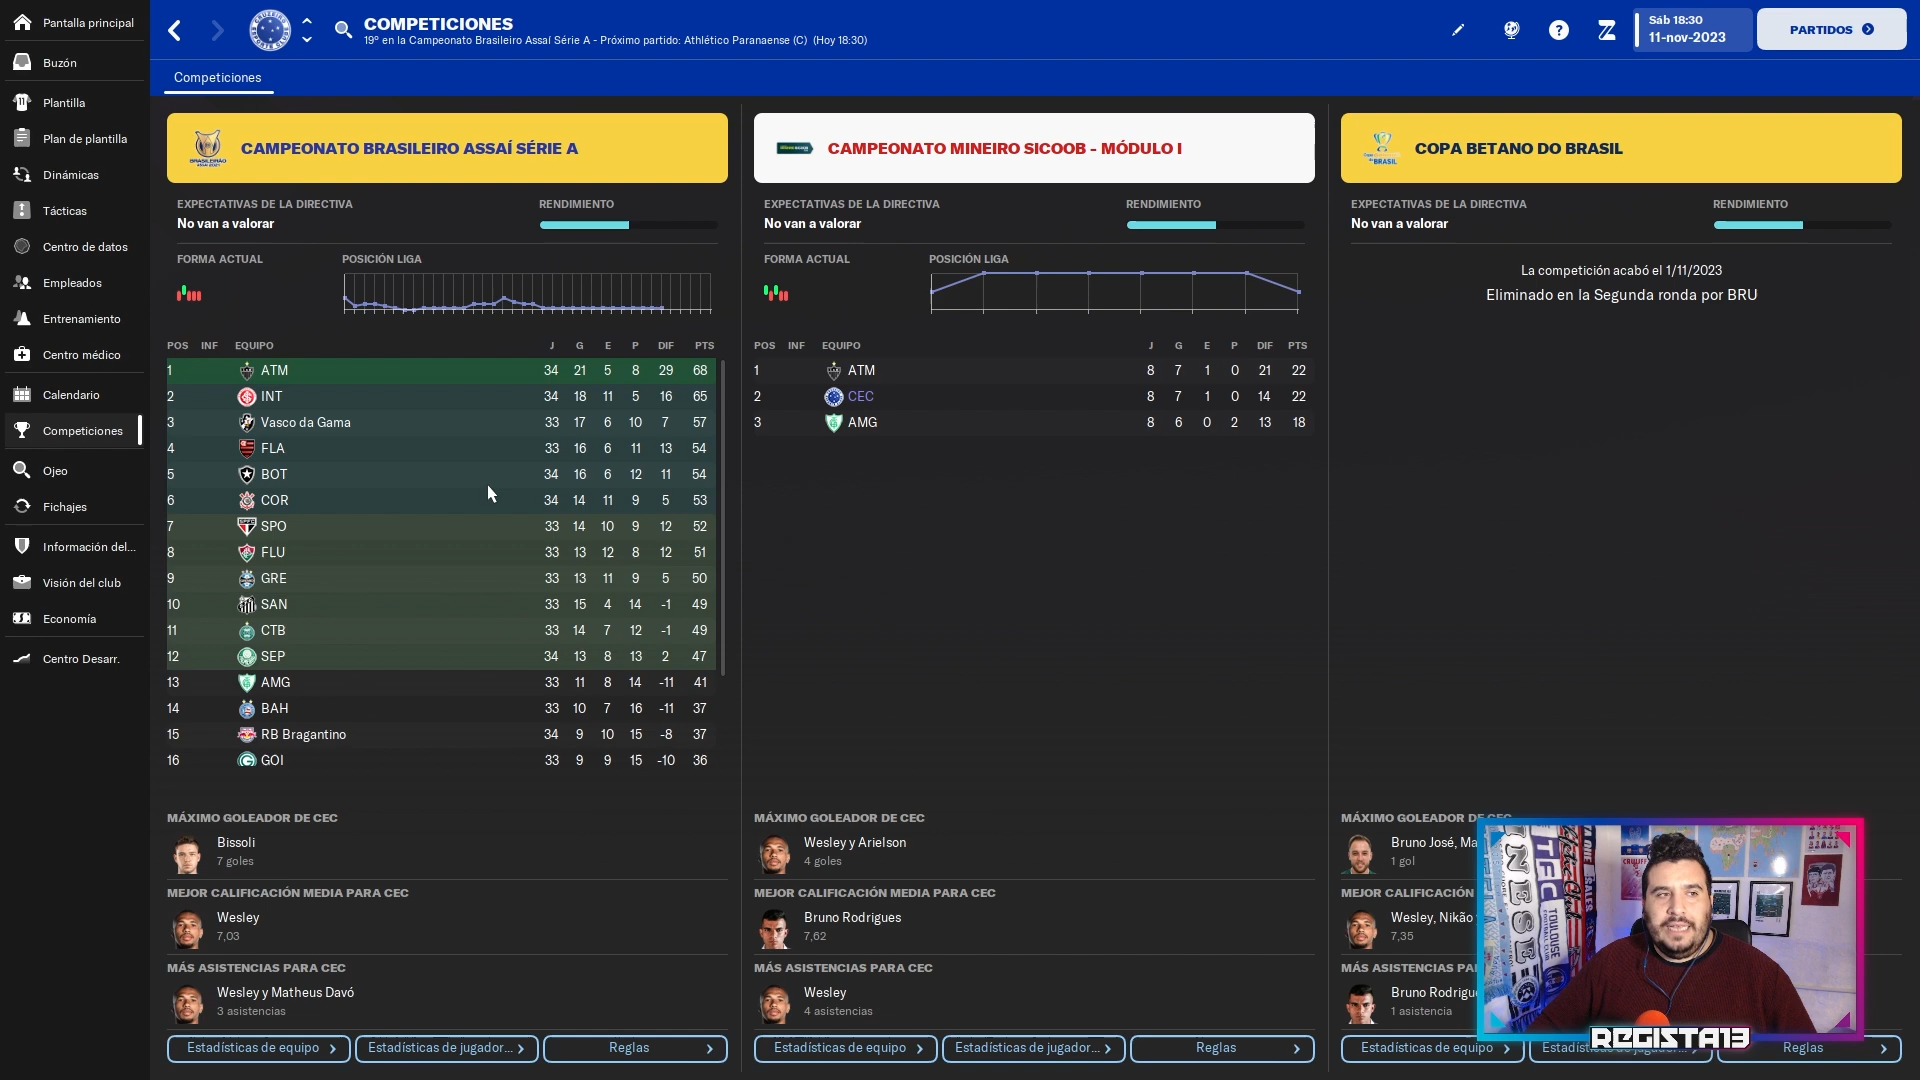 Pantalla principal
Buzón
Plantilla
Plan de plantilla
Dinámicas
Tácticas
Centro de datos
Empleados
Entrenamiento
Centro médico
Calendario
Competiciones
Ojeo
Fichajes
Información del...
Visión del club
Economía
Centro Desarr.
COMPETICIONES
19º en la Campeonato Brasileiro Assaí Série A - Próximo partido: Athlético Paranaense (C) (Hoy 18:30)
Sáb 18:30
11-nov-2023
PARTIDOS
Competiciones
CAMPEONATO BRASILEIRO ASSAÍ SÉRIE A
EXPECTATIVAS DE LA DIRECTIVA RENDIMIENTO
No van a valorar
FORMA ACTUAL POSICIÓN LIGA
POS INF EQUIPO J G E P DIF PTS
1 ATM 34 21 5 8 29 68
2 INT 34 18 11 5 16 65
3 Vasco da Gama 33 17 6 10 7 57
4 FLA 33 16 6 11 13 54
5 BOT 34 16 6 12 11 54
6 COR 34 14 11 9 5 53
7 SPO 33 14 10 9 12 52
8 FLU 33 13 12 8 12 51
9 GRE 33 13 11 9 5 50
10 SAN 33 15 4 14 -1 49
11 CTB 33 14 7 12 -1 49
12 SEP 34 13 8 13 2 47
13 AMG 33 11 8 14 -11 41
14 BAH 33 10 7 16 -11 37
15 RB Bragantino 34 9 10 15 -8 37
16 GOI 33 9 9 15 -10 36
MÁXIMO GOLEADOR DE CEC
Bissoli
7 goles
MEJOR CALIFICACIÓN MEDIA PARA CEC
Wesley
7,03
MÁS ASISTENCIAS PARA CEC
Wesley y Matheus Davó
3 asistencias
Estadísticas de equipo Estadísticas de jugador... Reglas
CAMPEONATO MINEIRO SICOOB - MÓDULO I
EXPECTATIVAS DE LA DIRECTIVA RENDIMIENTO
No van a valorar
FORMA ACTUAL POSICIÓN LIGA
POS INF EQUIPO J G E P DIF PTS
1 ATM 8 7 1 0 21 22
2 CEC 8 7 1 0 14 22
3 AMG 8 6 0 2 13 18
MÁXIMO GOLEADOR DE CEC
Wesley y Arielson
4 goles
MEJOR CALIFICACIÓN MEDIA PARA CEC
Bruno Rodrigues
7,62
MÁS ASISTENCIAS PARA CEC
Wesley
4 asistencias
Estadísticas de equipo Estadísticas de jugador... Reglas
COPA BETANO DO BRASIL
EXPECTATIVAS DE LA DIRECTIVA RENDIMIENTO
No van a valorar
La competición acabó el 1/11/2023
Eliminado en la Segunda ronda por BRU
MÁXIMO GOLEADOR DE CEC
Bruno José, Ma
1 gol
MEJOR CALIFICACIÓN
Wesley, Nikão
7,35
MÁS ASISTENCIAS PA
Bruno Rodrigu
1 asistencia
Estadísticas de equipo Reglas
TOULOUSE
TFC
REGISTA13